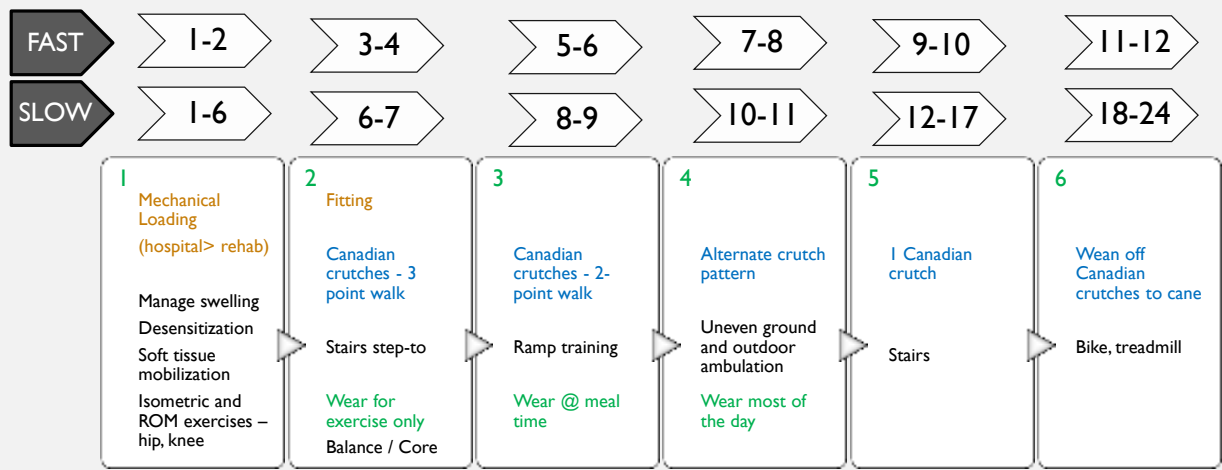 FAST
1-2
3-4
5-6
7-8
9-10
11-12
SLOW
1-6
6-7
8-9
10-11
12-17
18-24
1
Mechanical
Loading
(hospital> rehab)
Manage swelling
Desensitization
Soft tissue
mobilization
Isometric and
ROM exercises –
hip, knee
2
Fitting
Canadian
crutches - 3
point walk
Stairs step-to
Wear for
exercise only
Balance / Core
3
Canadian
crutches - 2-
point walk
Ramp training
Wear @ meal
time
4
Alternate crutch
pattern
Uneven ground
and outdoor
ambulation
Wear most of
the day
5
1 Canadian
crutch
Stairs
6
Wean off
Canadian
crutches to cane
Bike, treadmill